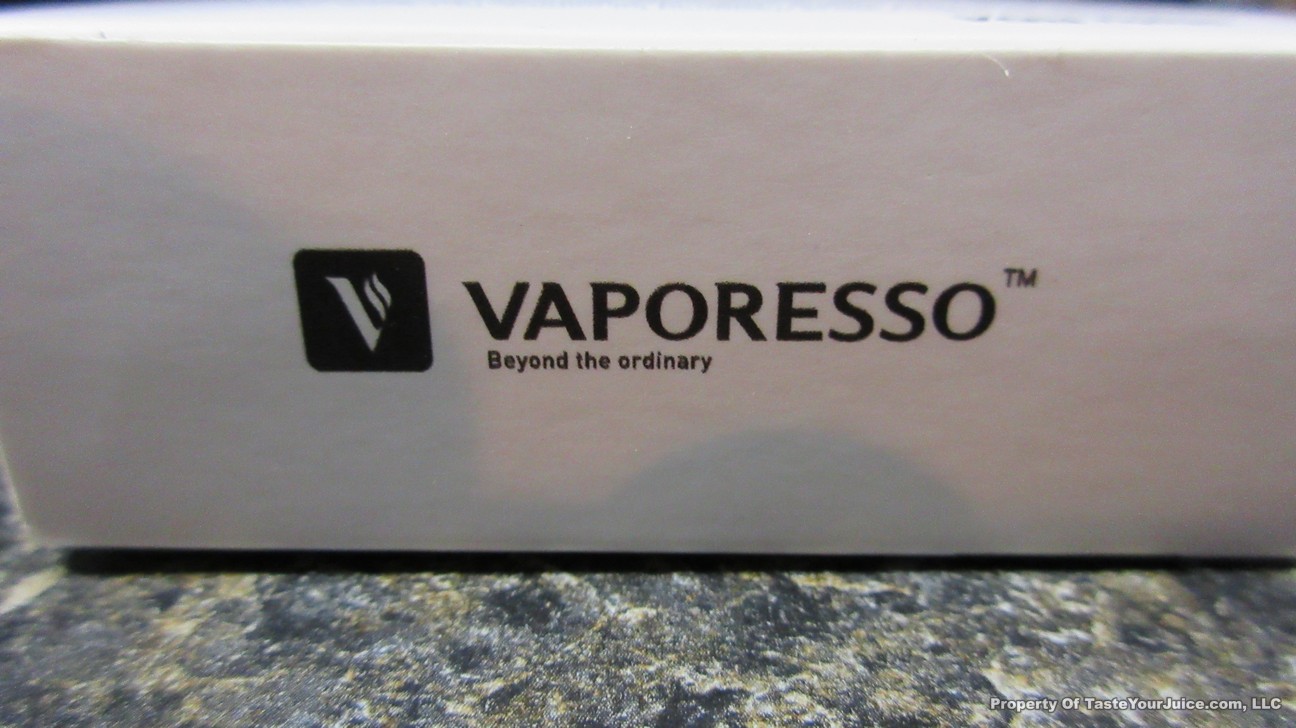 VAPORESSO™
Beyond the ordinary
Property Of TasteYourJuice.com, LLC